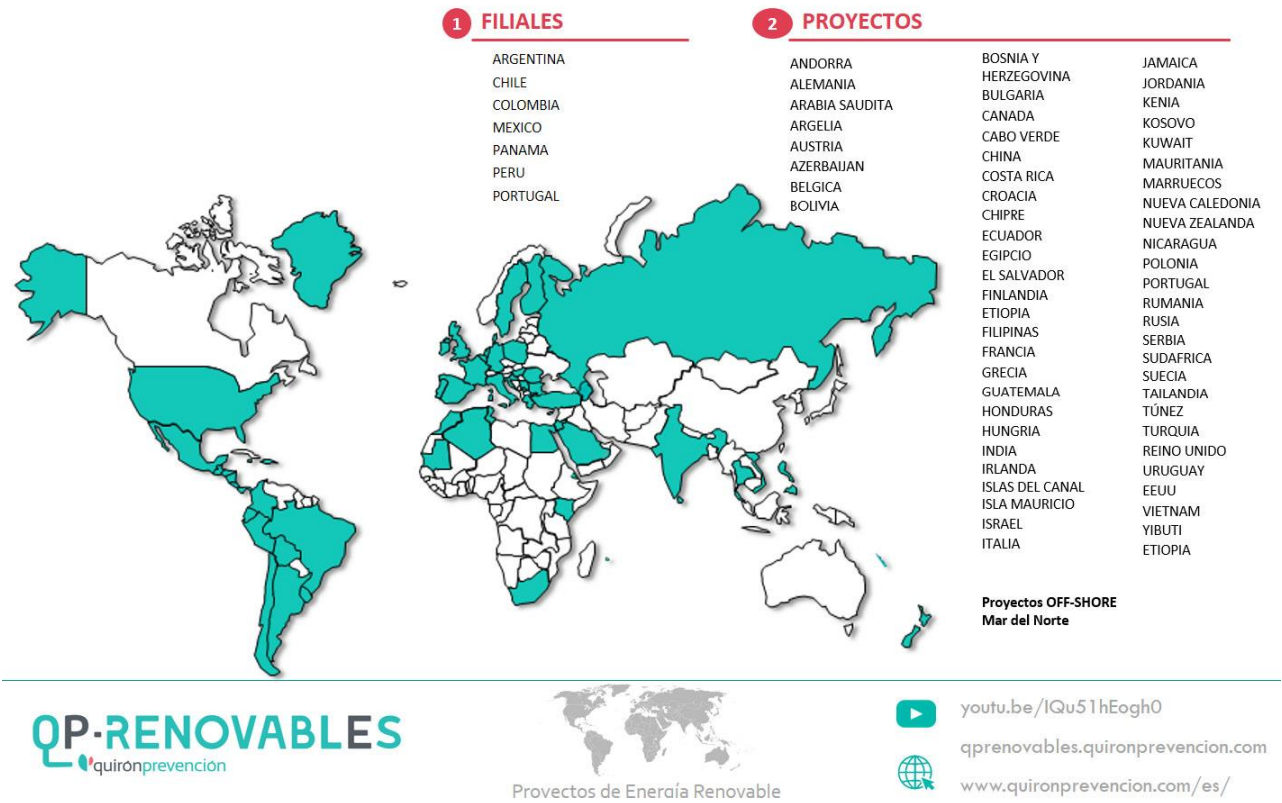 1 FILIALES
ARGENTINA
CHILE
COLOMBIA
MEXICO
PANAMA
PERU
PORTUGAL
2 PROYECTOS
ANDORRA
ALEMANIA
ARABIA SAUDITA
ARGELIA
AUSTRIA
AZERBAIJAN
BELGICA
BOLIVIA
BOSNIA Y
HERZEGOVINA
BULGARIA
CANADA
CABO VERDE
CHINA
COSTA RICA
CROACIA
CHIPRE
ECUADOR
EGIPCIO
EL SALVADOR
FINLANDIA
ETIOPIA
FILIPINAS
FRANCIA
GRECIA
GUATEMALA
HONDURAS
HUNGRIA
INDIA
IRLANDA
ISLAS DEL CANAL
ISLA MAURICIO
ISRAEL
ITALIA
JAMAICA
JORDANIA
KENIA
KOSOVO
KUWAIT
MAURITANIA
MARRUECOS
NUEVA CALEDONIA
NUEVA ZEALANDA
NICARAGUA
POLONIA
PORTUGAL
RUMANIA
RUSIA
SERBIA
SUDAFRICA
SUECIA
TAILANDIA
TÚNEZ
TURQUIA
REINO UNIDO
URUGUAY
EEUU
VIETNAM
YIBUTI
ETIOPIA
Proyectos OFF-SHORE
Mar del Norte
QP-RENOVABLES
quirónprevención
Proyectos de Energía Renovable
youtu.be/IQu51hEogh0
qprenovables.quironprevencion.com
www.quironprevencion.com/es/